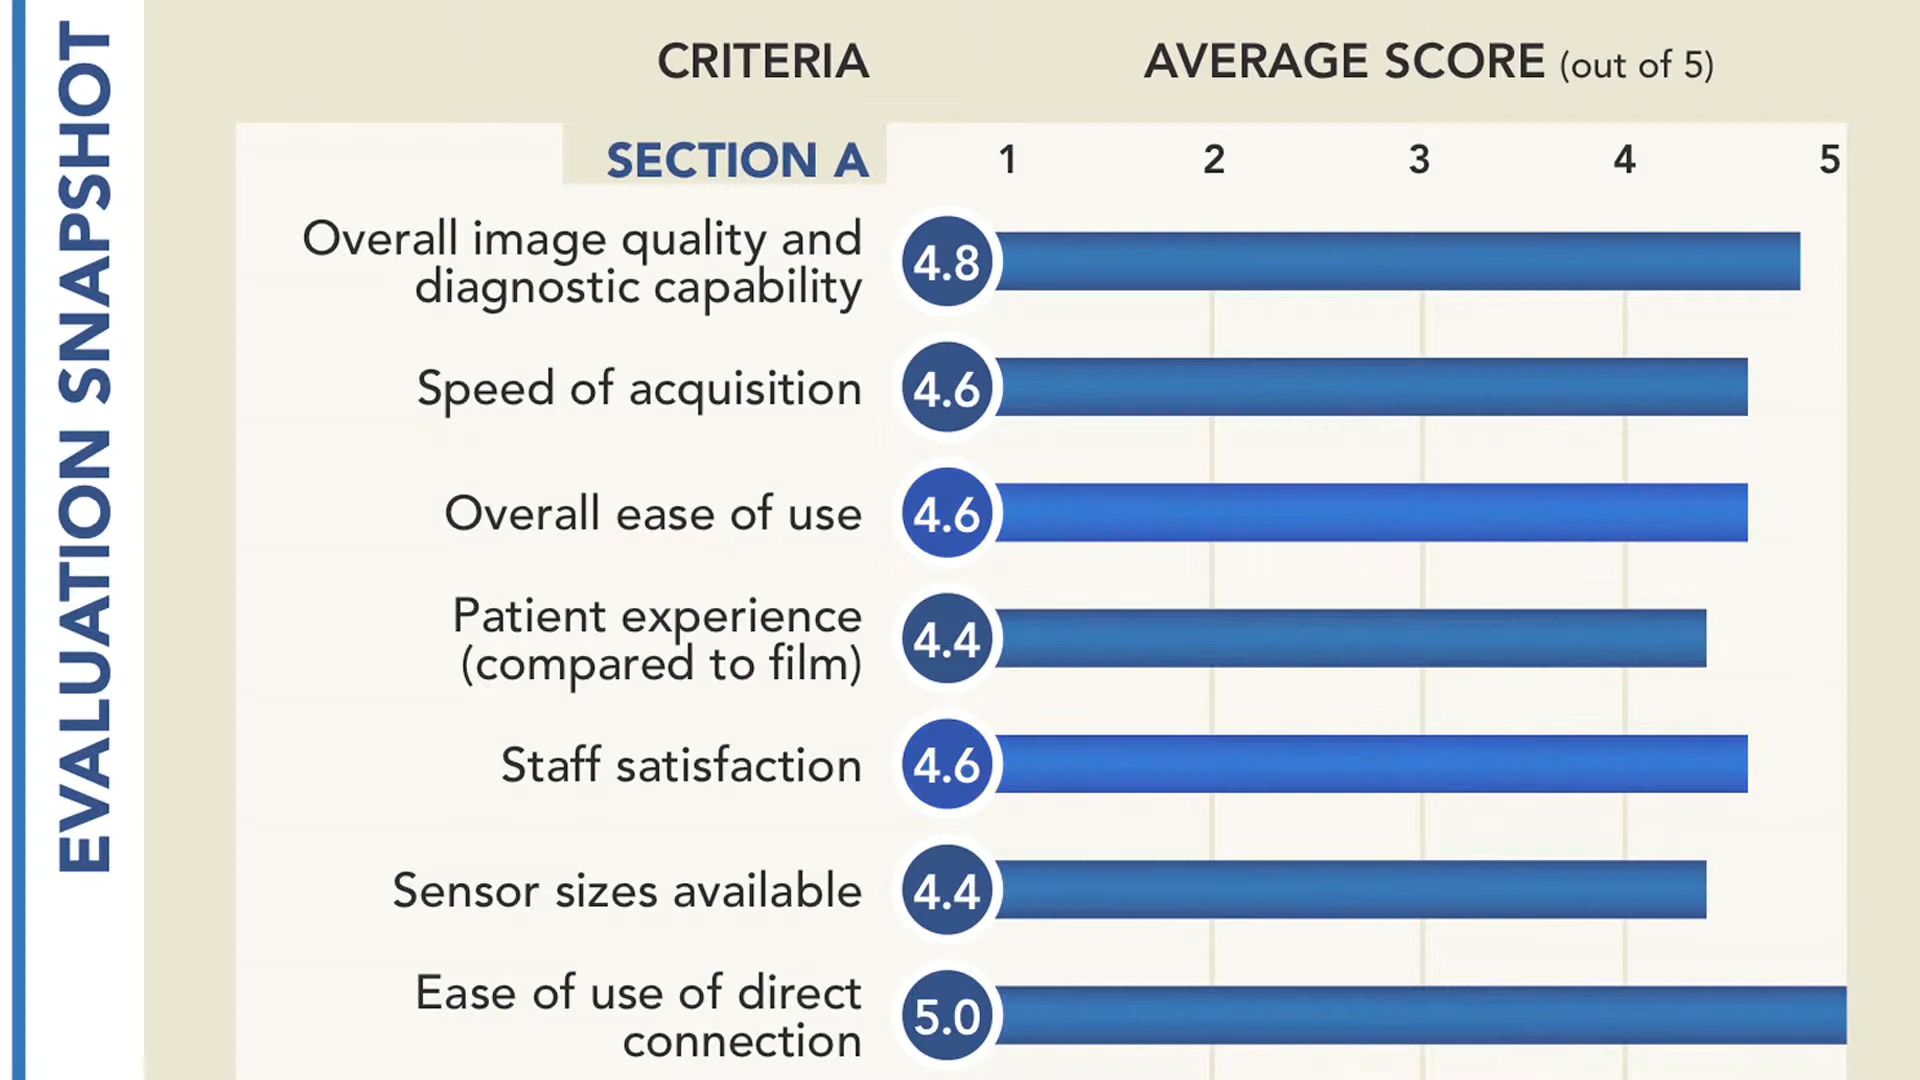 EVALUATION SNAPSHOT
CRITERIA
AVERAGE SCORE (out of 5)
SECTION A
1 2 3 4 5
Overall image quality and
diagnostic capability
4.8
Speed of acquisition
4.6
Overall ease of use
4.6
Patient experience
(compared to film)
4.4
Staff satisfaction
4.6
Sensor sizes available
4.4
Ease of use of direct
connection
5.0